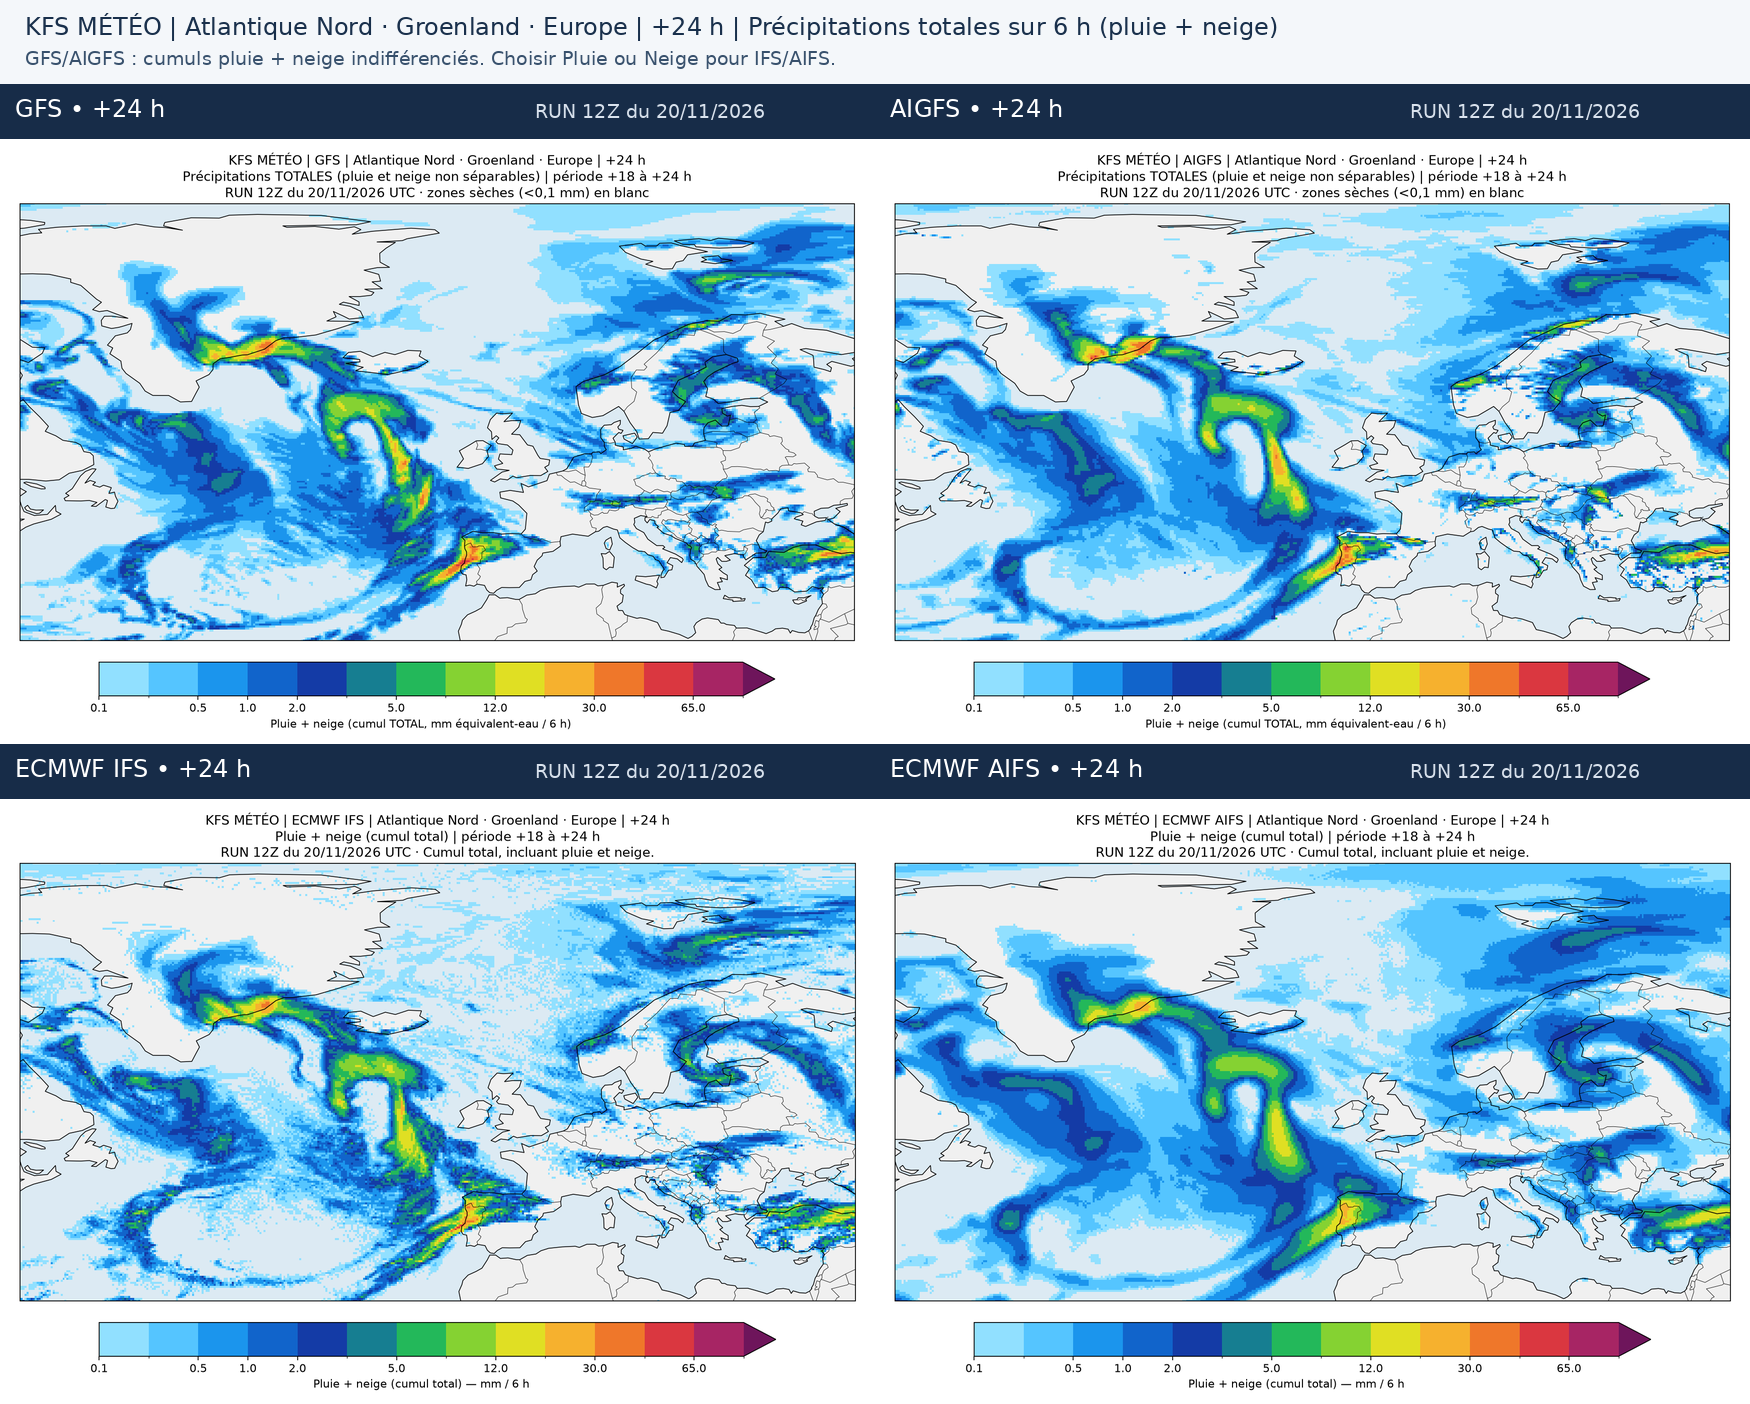 KFS MÉTÉO | Atlantique Nord · Groenland · Europe | +24 h | Précipitations totales sur 6 h (pluie + neige)
GFS/AIGFS : cumuls pluie + neige indifférenciés. Choisir Pluie ou Neige pour IFS/AIFS.
GFS • +24 h
RUN 12Z du 20/11/2026
KFS MÉTÉO | GFS | Atlantique Nord · Groenland · Europe | +24 h
Précipitations TOTALES (pluie et neige non séparables) | période +18 à +24 h
RUN 12Z du 20/11/2026 UTC · zones sèches (<0,1 mm) en blanc
0.1 0.5 1.0 2.0 5.0 12.0 30.0 65.0
Pluie + neige (cumul TOTAL, mm équivalent-eau / 6 h)
AIGFS • +24 h
RUN 12Z du 20/11/2026
KFS MÉTÉO | AIGFS | Atlantique Nord · Groenland · Europe | +24 h
Précipitations TOTALES (pluie et neige non séparables) | période +18 à +24 h
RUN 12Z du 20/11/2026 UTC · zones sèches (<0,1 mm) en blanc
0.1 0.5 1.0 2.0 5.0 12.0 30.0 65.0
Pluie + neige (cumul TOTAL, mm équivalent-eau / 6 h)
ECMWF IFS • +24 h
RUN 12Z du 20/11/2026
KFS MÉTÉO | ECMWF IFS | Atlantique Nord · Groenland · Europe | +24 h
Pluie + neige (cumul total) | période +18 à +24 h
RUN 12Z du 20/11/2026 UTC · Cumul total, incluant pluie et neige.
0.1 0.5 1.0 2.0 5.0 12.0 30.0 65.0
Pluie + neige (cumul total) — mm / 6 h
ECMWF AIFS • +24 h
RUN 12Z du 20/11/2026
KFS MÉTÉO | ECMWF AIFS | Atlantique Nord · Groenland · Europe | +24 h
Pluie + neige (cumul total) | période +18 à +24 h
RUN 12Z du 20/11/2026 UTC · Cumul total, incluant pluie et neige.
0.1 0.5 1.0 2.0 5.0 12.0 30.0 65.0
Pluie + neige (cumul total) — mm / 6 h